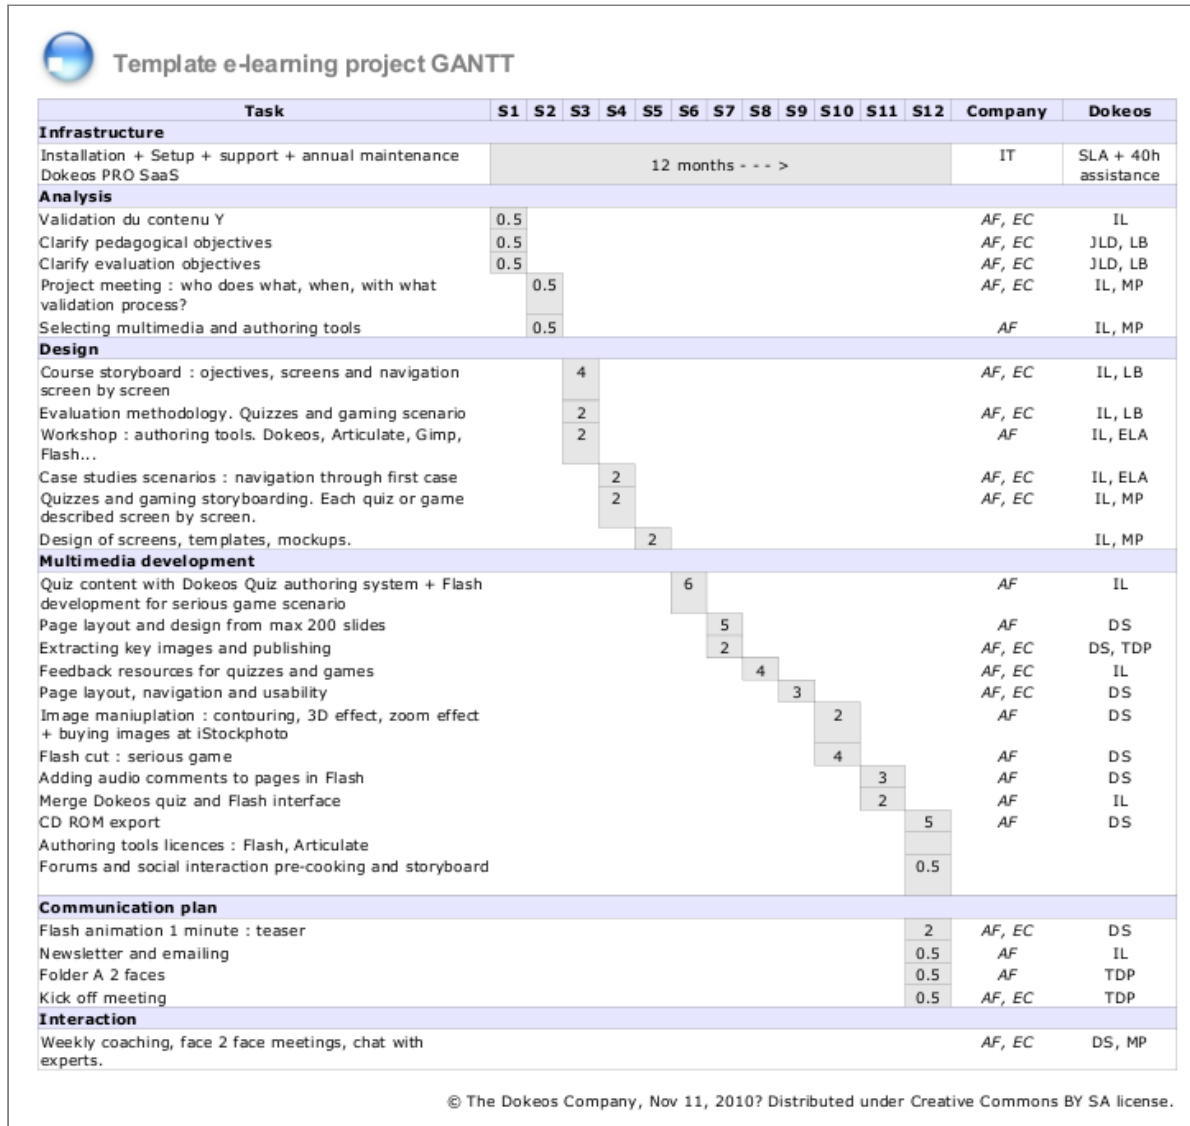 Template e-learning project GANTT
Task S1 S2 S3 S4 S5 S6 S7 S8 S9 S10 S11 S12 Company Dokeos
Infrastructure
Installation + Setup + support + annual maintenance
Dokeos PRO SaaS
12 months - - - >
IT
SLA + 40h
assistance
Analysis
Validation du contenu Y 0.5 AF, EC IL
Clarify pedagogical objectives 0.5 AF, EC JLD, LB
Clarify evaluation objectives 0.5 AF, EC JLD, LB
Project meeting : who does what, when, with what 0.5 AF, EC IL, MP
validation process?
Selecting multimedia and authoring tools 0.5 AF IL, MP
Design
Course storyboard : ojectives, screens and navigation 4 AF, EC IL, LB
screen by screen
Evaluation methodology. Quizzes and gaming scenario 2 AF, EC IL, LB
Workshop : authoring tools. Dokeos, Articulate, Gimp, 2 AF IL, ELA
Flash...
Case studies scenarios : navigation through first case 2 AF, EC IL, ELA
Quizzes and gaming storyboarding. Each quiz or game 2 AF, EC IL, MP
described screen by screen.
Design of screens, templates, mockups. 2 IL, MP
Multimedia development
Quiz content with Dokeos Quiz authoring system + Flash 6 AF IL
development for serious game scenario
Page layout and design from max 200 slides 5 AF DS
Extracting key images and publishing 2 AF, EC DS, TDP
Feedback resources for quizzes and games 4 AF, EC IL
Page layout, navigation and usability 3 AF, EC DS
Image maniuplation : contouring, 3D effect, zoom effect 2 AF DS
+ buying images at iStockphoto
Flash cut : serious game 4 AF DS
Adding audio comments to pages in Flash 3 AF DS
Merge Dokeos quiz and Flash interface 2 AF IL
CD ROM export 5 AF DS
Authoring tools licences : Flash, Articulate
Forums and social interaction pre-cooking and storyboard 0.5
Communication plan
Flash animation 1 minute : teaser 2 AF, EC DS
Newsletter and emailing 0.5 AF IL
Folder A 2 faces 0.5 AF TDP
Kick off meeting 0.5 AF, EC TDP
Interaction
Weekly coaching, face 2 face meetings, chat with AF, EC DS, MP
experts.
© The Dokeos Company, Nov 11, 2010? Distributed under Creative Commons BY SA license.